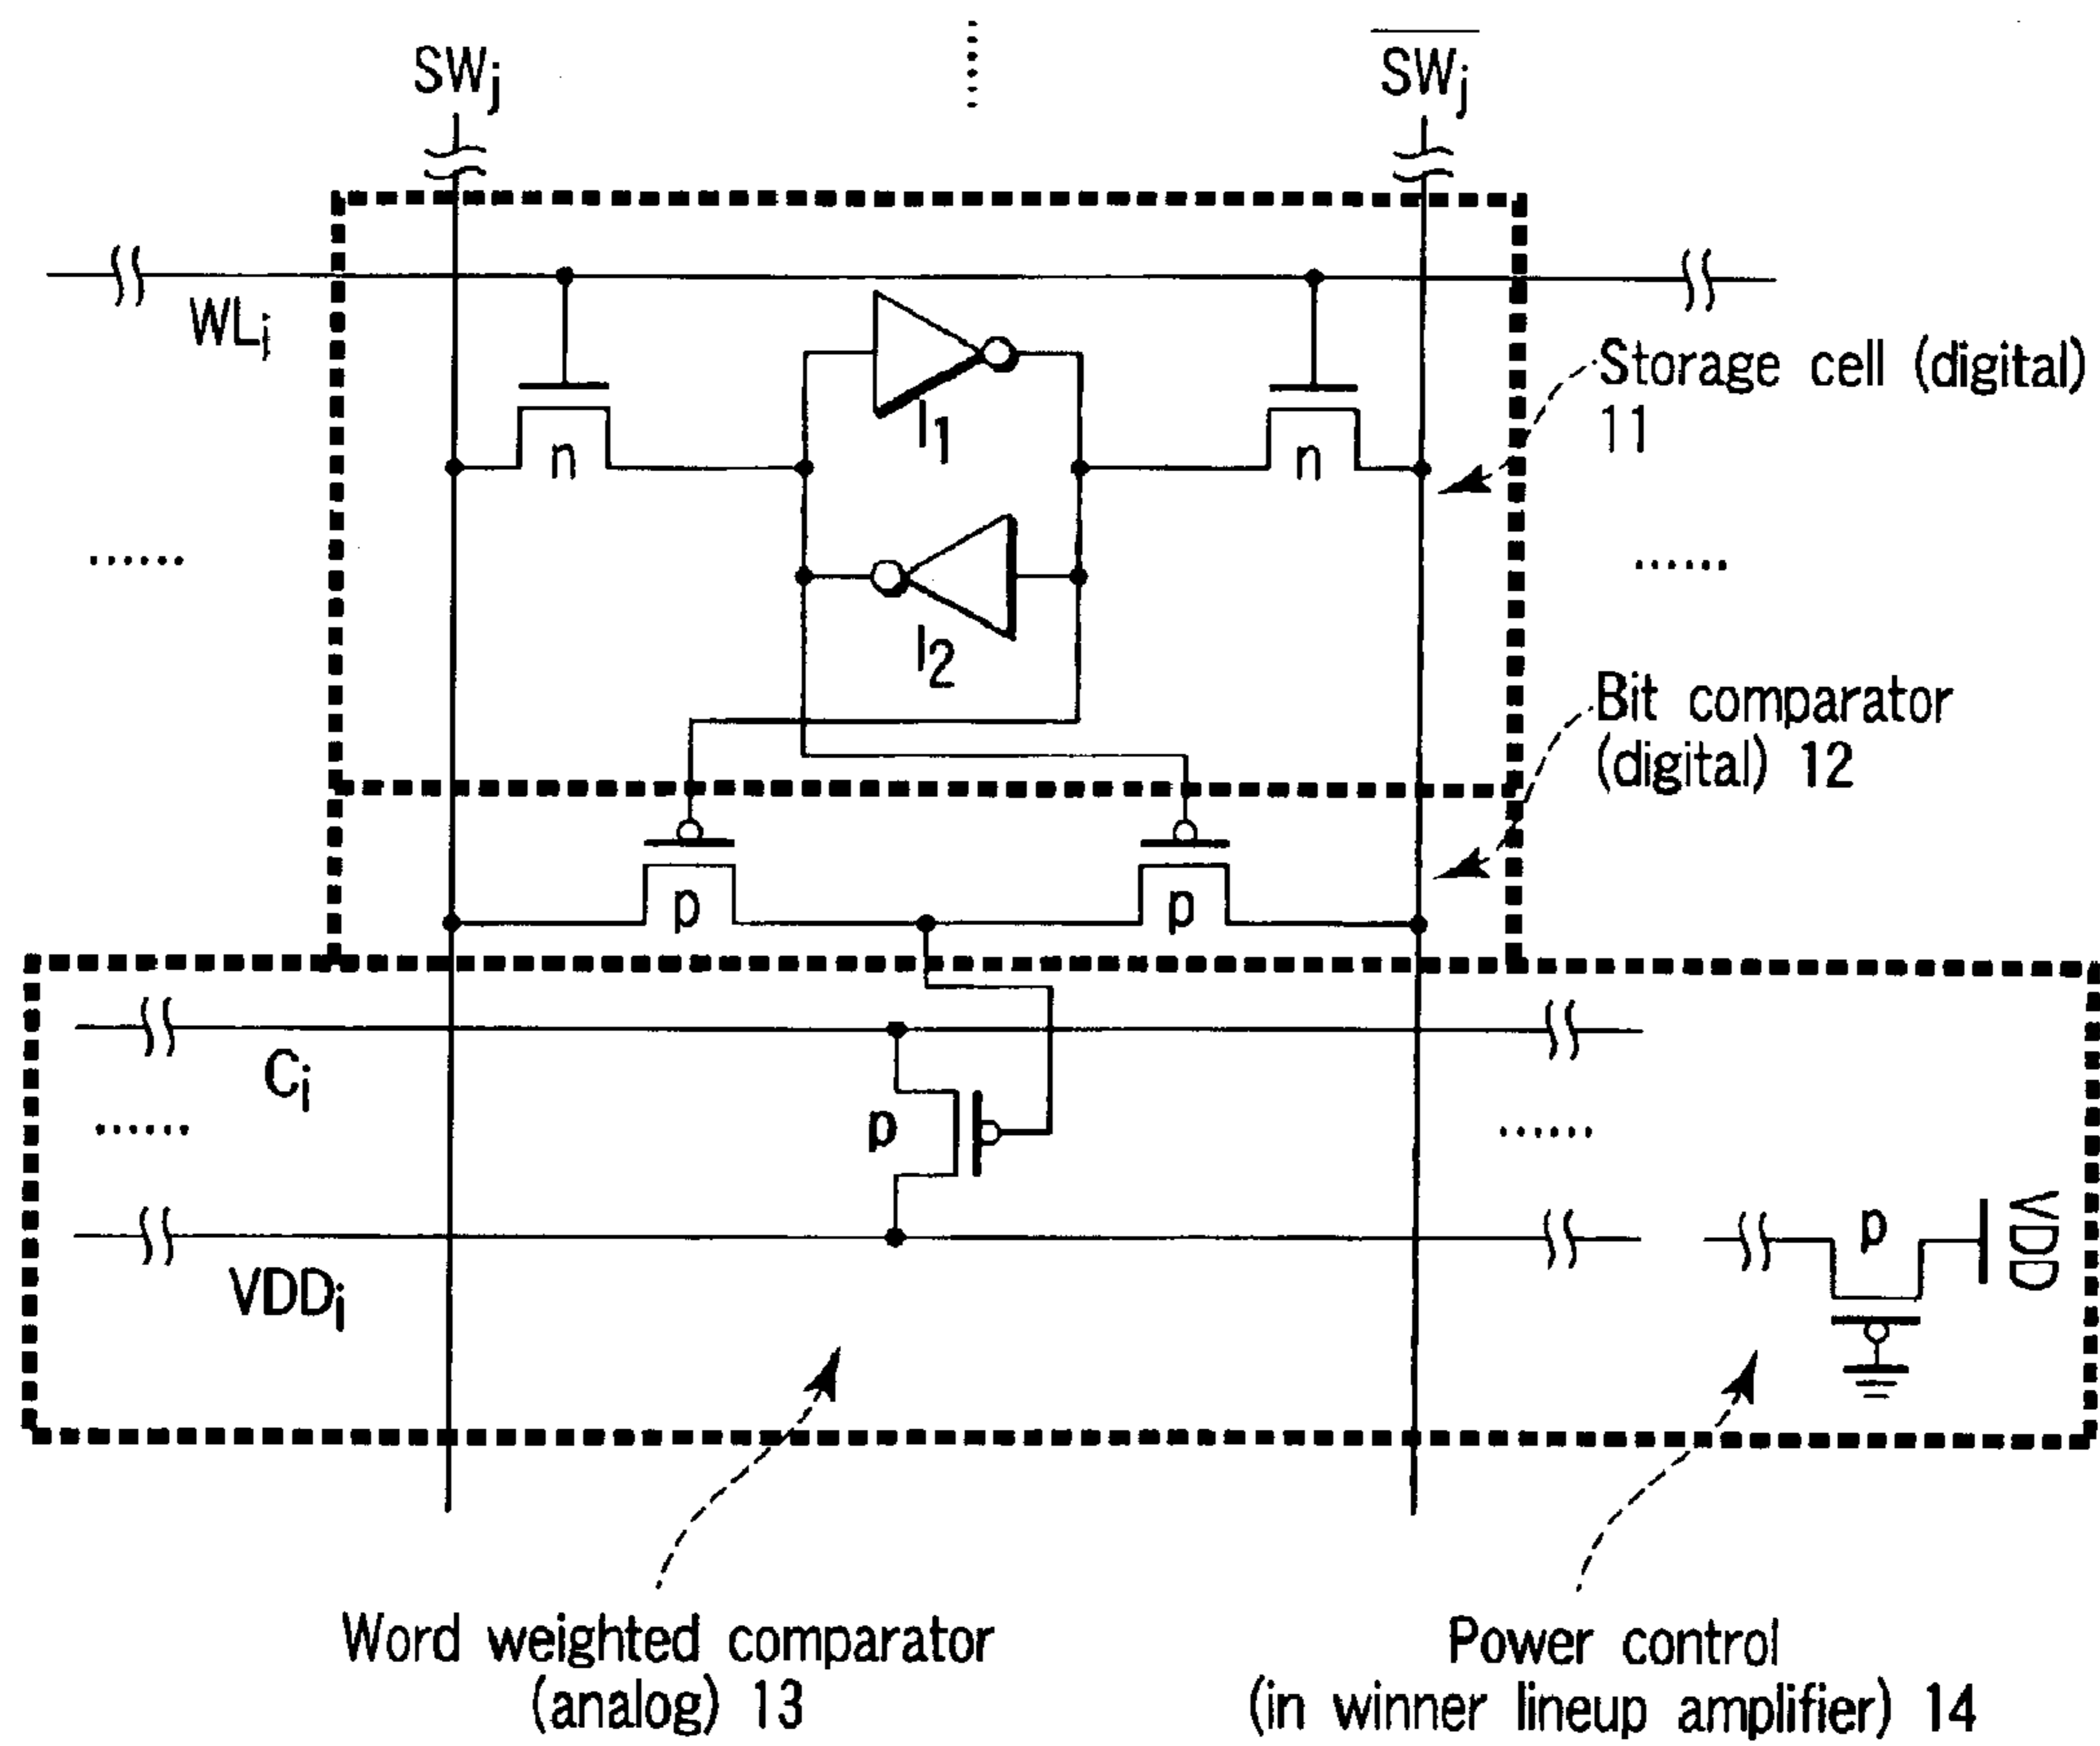 SWj
SWj
WLi
I1
Storage cell (digital)
11
n
n
I2
Bit comparator
(digital) 12
p
p
Ci
p
VDDi
p
VDD
Word weighted comparator
(analog) 13
Power control
(in winner lineup amplifier) 14